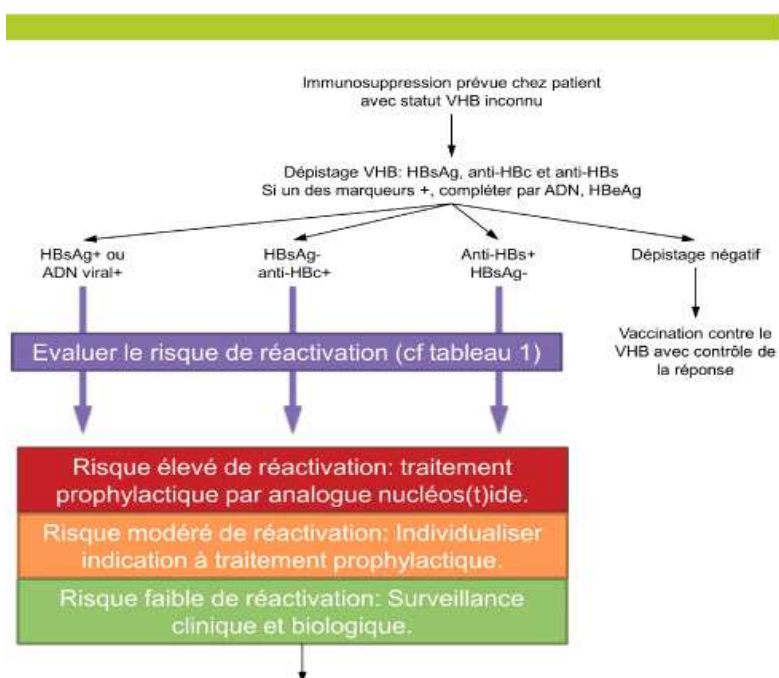 Immunosuppression prévue chez patient
avec statut VHB inconnu
Dépistage VHB: HBsAg, anti-HBc et anti-HBs
Si un des marqueurs +, compléter par ADN, HBeAg
HBsAg+ ou
ADN viral+
HBsAg-
anti-HBc+
Anti-HBs+
HBsAg-
Dépistage négatif
Vaccination contre le
VHB avec contrôle de
la réponse
Evaluer le risque de réactivation (cf tableau 1)
Risque élevé de réactivation: traitement
prophylactique par analogue nucléos(t)ide.
Risque modéré de réactivation: Individualiser
indication à traitement prophylactique.
Risque faible de réactivation: Surveillance
clinique et biologique.